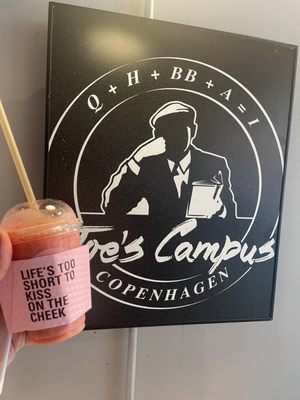 Q + H + BB + A = I
Joe's Campus
COPENHAGEN
LIFE'S TOO
SHORT TO
KISS
ON THE
CHEEK